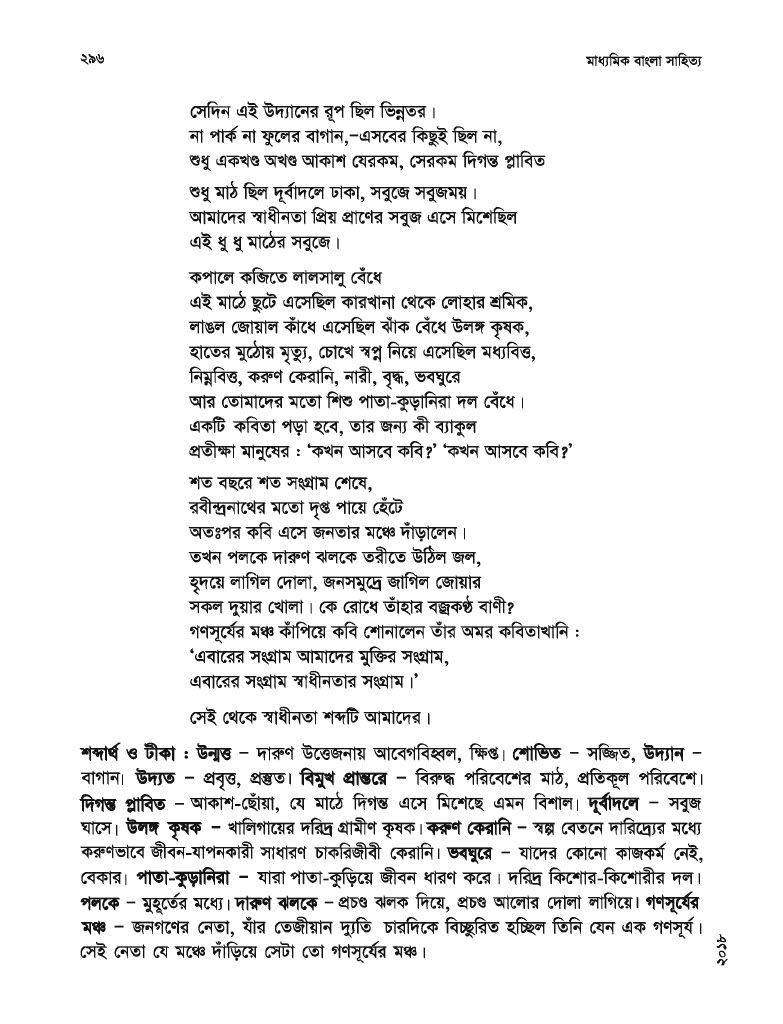 ২৯৬ মাধ্যমিক বাংলা সাহিত্য
সেদিন এই উদ্যানের রূপ ছিল ভিন্নতর।
না পার্ক না ফুলের বাগান,–এসবের কিছুই ছিল না,
শুধু একখণ্ড অখণ্ড আকাশ যেরকম, সেরকম দিগন্ত প্লাবিত
শুধু মাঠ ছিল দূর্বাদলে ঢাকা, সবুজে সবুজময়।
আমাদের স্বাধীনতা প্রিয় প্রাণের সবুজ এসে মিশেছিল
এই ধু ধু মাঠের সবুজে।
কপালে কব্জিতে লালসালু বেঁধে
এই মাঠে ছুটে এসেছিল কারখানা থেকে লোহার শ্রমিক,
লাঙল জোয়াল কাঁধে এসেছিল ঝাঁক বেঁধে উলঙ্গ কৃষক,
হাতের মুঠোয় মৃত্যু, চোখে স্বপ্ন নিয়ে এসেছিল মধ্যবিত্ত,
নিম্নবিত্ত, করুণ কেরানি, নারী, বৃদ্ধ, ভবঘুরে
আর তোমাদের মতো শিশু পাতা-কুড়ানিরা দল বেঁধে।
একটি কবিতা পড়া হবে, তার জন্য কী ব্যাকুল
প্রতীক্ষা মানুষের : ‘কখন আসবে কবি?’ ‘কখন আসবে কবি?’
শত বছরে শত সংগ্রাম শেষে,
রবীন্দ্রনাথের মতো দৃপ্ত পায়ে হেঁটে
অতঃপর কবি এসে জনতার মঞ্চে দাঁড়ালেন।
তখন পলকে দারুণ ঝলকে তরীতে উঠিল জল,
হৃদয়ে লাগিল দোলা, জনসমুদ্রে জাগিল জোয়ার
সকল দুয়ার খোলা। কে রোধে তাঁহার বজ্রকণ্ঠ বাণী?
গণসূর্যের মঞ্চ কাঁপিয়ে কবি শোনালেন তাঁর অমর কবিতাখানি :
‘এবারের সংগ্রাম আমাদের মুক্তির সংগ্রাম,
এবারের সংগ্রাম স্বাধীনতার সংগ্রাম।’
সেই থেকে স্বাধীনতা শব্দটি আমাদের।
শব্দার্থ ও টীকা : উন্মত্ত – দারুণ উত্তেজনায় আবেগবিহ্বল, ক্ষিপ্ত। শোভিত – সজ্জিত, উদ্যান –
বাগান। উদ্যত – প্রবৃত্ত, প্রস্তুত। বিমুখ প্রান্তরে – বিরুদ্ধ পরিবেশের মাঠ, প্রতিকূল পরিবেশে।
দিগন্ত প্লাবিত – আকাশ-ছোঁয়া, যে মাঠে দিগন্ত এসে মিশেছে এমন বিশাল। দূর্বাদলে – সবুজ
ঘাসে। উলঙ্গ কৃষক – খালিগায়ের দরিদ্র গ্রামীণ কৃষক। করুণ কেরানি – স্বল্প বেতনে দারিদ্র্যের মধ্যে
করুণভাবে জীবন-যাপনকারী সাধারণ চাকরিজীবী কেরানি। ভবঘুরে – যাদের কোনো কাজকর্ম নেই,
বেকার। পাতা-কুড়ানিরা – যারা পাতা-কুড়িয়ে জীবন ধারণ করে। দরিদ্র কিশোর-কিশোরীর দল।
পলকে – মুহূর্তের মধ্যে। দারুণ ঝলকে – প্রচণ্ড ঝলক দিয়ে, প্রচণ্ড আলোর দোলা লাগিয়ে। গণসূর্যের
মঞ্চ – জনগণের নেতা, যাঁর তেজীয়ান দ্যুতি চারদিকে বিচ্ছুরিত হচ্ছিল তিনি যেন এক গণসূর্য।
সেই নেতা যে মঞ্চে দাঁড়িয়ে সেটা তো গণসূর্যের মঞ্চ।
২০১৮